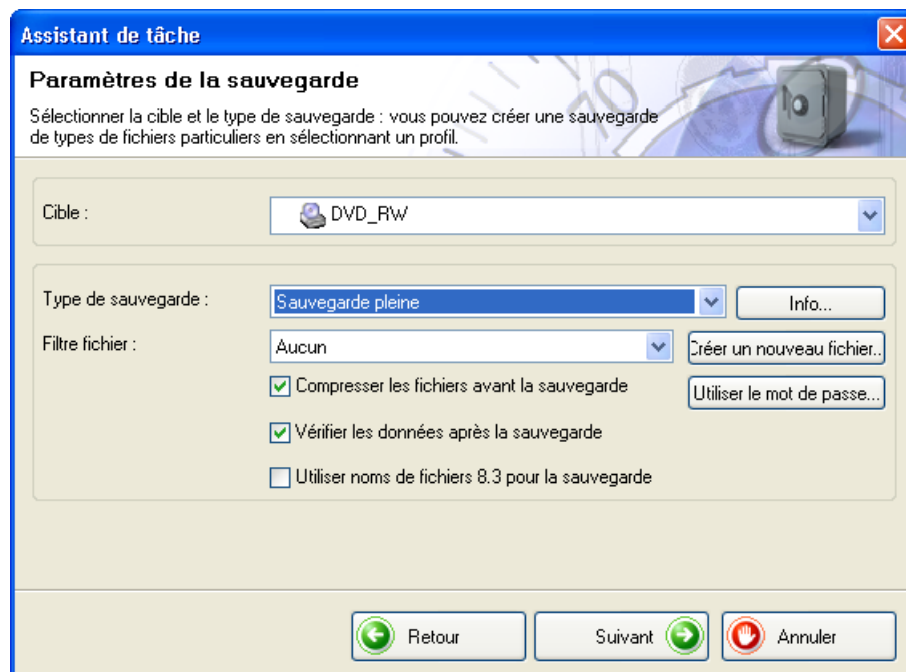 Assistant de tâche
Paramètres de la sauvegarde
Sélectionner la cible et le type de sauvegarde : vous pouvez créer une sauvegarde
de types de fichiers particuliers en sélectionnant un profil.
70
Cible :
DVD_RW
Type de sauvegarde :
Sauvegarde pleine
Info...
Filtre fichier :
Aucun
Créer un nouveau fichier..
Compresser les fichiers avant la sauvegarde
Utiliser le mot de passe...
Vérifier les données après la sauvegarde
Utiliser noms de fichiers 8.3 pour la sauvegarde
Retour
Suivant
Annuler